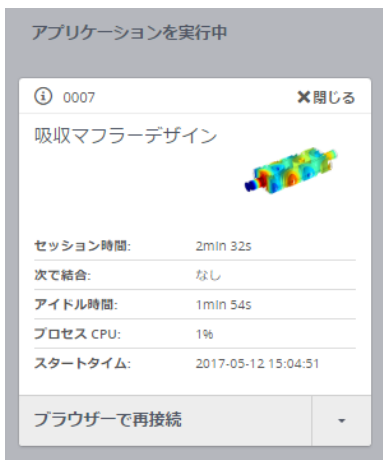 アプリケーションを実行中
0007 ✕閉じる
吸収マフラーデザイン
セッション時間: 2min 32s
次で結合: なし
アイドル時間: 1min 54s
プロセス CPU: 1%
スタートタイム: 2017-05-12 15:04:51
ブラウザーで再接続